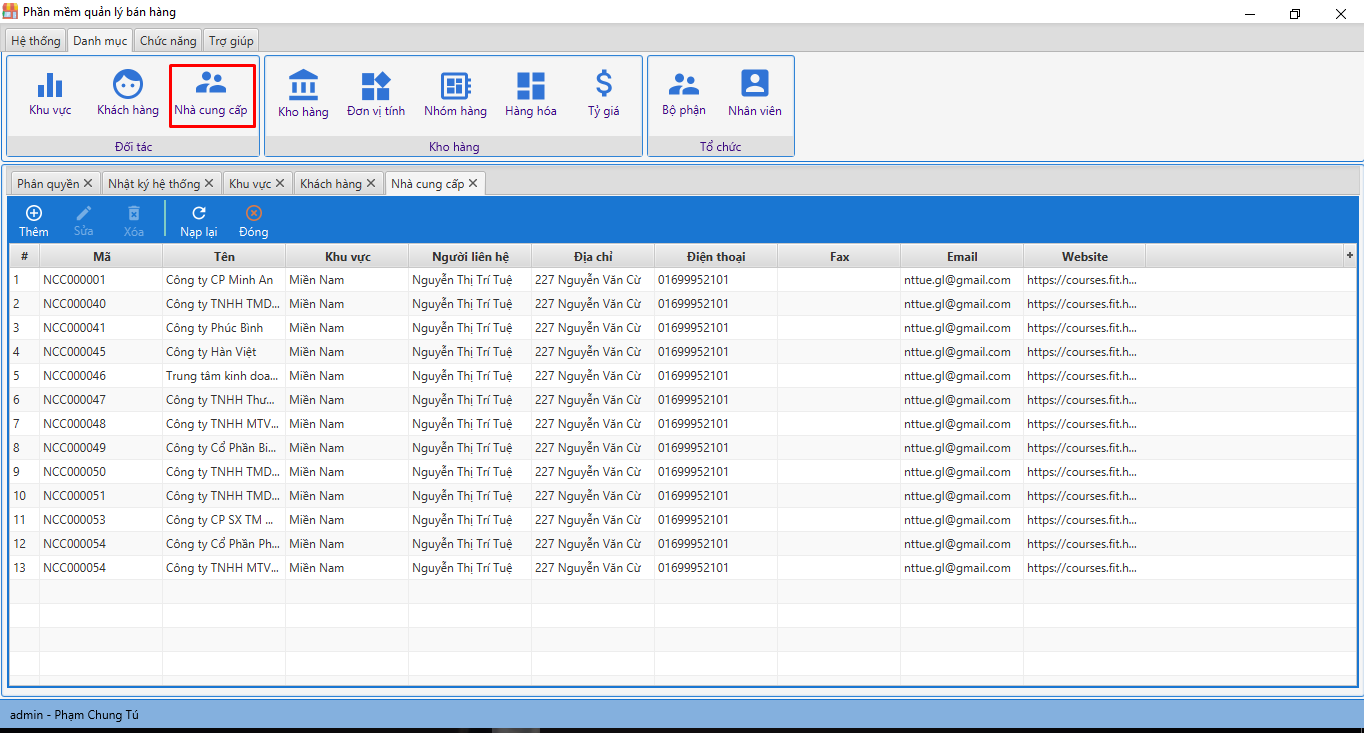 Phần mềm quản lý bán hàng
Hệ thống Danh mục Chức năng Trợ giúp
Khu vực Khách hàng Nhà cung cấp Kho hàng Đơn vị tính Nhóm hàng Hàng hóa Tỷ giá Bộ phận Nhân viên
Đối tác Kho hàng Tổ chức
Phân quyền Nhật ký hệ thống Khu vực Khách hàng Nhà cung cấp
Thêm Sửa Xóa Nạp lại Đóng
# Mã Tên Khu vực Người liên hệ Địa chỉ Điện thoại Fax Email Website +
1 NCC000001 Công ty CP Minh An Miền Nam Nguyễn Thị Trí Tuệ 227 Nguyễn Văn Cừ 01699952101 nttue.gl@gmail.com https://courses.fit.h...
2 NCC000040 Công ty TNHH TMD... Miền Nam Nguyễn Thị Trí Tuệ 227 Nguyễn Văn Cừ 01699952101 nttue.gl@gmail.com https://courses.fit.h...
3 NCC000041 Công ty Phúc Bình Miền Nam Nguyễn Thị Trí Tuệ 227 Nguyễn Văn Cừ 01699952101 nttue.gl@gmail.com https://courses.fit.h...
4 NCC000045 Công ty Hàn Việt Miền Nam Nguyễn Thị Trí Tuệ 227 Nguyễn Văn Cừ 01699952101 nttue.gl@gmail.com https://courses.fit.h...
5 NCC000046 Trung tâm kinh doa... Miền Nam Nguyễn Thị Trí Tuệ 227 Nguyễn Văn Cừ 01699952101 nttue.gl@gmail.com https://courses.fit.h...
6 NCC000047 Công ty TNHH Thư... Miền Nam Nguyễn Thị Trí Tuệ 227 Nguyễn Văn Cừ 01699952101 nttue.gl@gmail.com https://courses.fit.h...
7 NCC000048 Công ty TNHH MTV... Miền Nam Nguyễn Thị Trí Tuệ 227 Nguyễn Văn Cừ 01699952101 nttue.gl@gmail.com https://courses.fit.h...
8 NCC000049 Công ty Cổ Phần Bi... Miền Nam Nguyễn Thị Trí Tuệ 227 Nguyễn Văn Cừ 01699952101 nttue.gl@gmail.com https://courses.fit.h...
9 NCC000050 Công ty TNHH TMD... Miền Nam Nguyễn Thị Trí Tuệ 227 Nguyễn Văn Cừ 01699952101 nttue.gl@gmail.com https://courses.fit.h...
10 NCC000051 Công ty TNHH TMD... Miền Nam Nguyễn Thị Trí Tuệ 227 Nguyễn Văn Cừ 01699952101 nttue.gl@gmail.com https://courses.fit.h...
11 NCC000053 Công ty CP SX TM ... Miền Nam Nguyễn Thị Trí Tuệ 227 Nguyễn Văn Cừ 01699952101 nttue.gl@gmail.com https://courses.fit.h...
12 NCC000054 Công ty Cổ Phần Ph... Miền Nam Nguyễn Thị Trí Tuệ 227 Nguyễn Văn Cừ 01699952101 nttue.gl@gmail.com https://courses.fit.h...
13 NCC000054 Công ty TNHH MTV... Miền Nam Nguyễn Thị Trí Tuệ 227 Nguyễn Văn Cừ 01699952101 nttue.gl@gmail.com https://courses.fit.h...
admin - Phạm Chung Tú